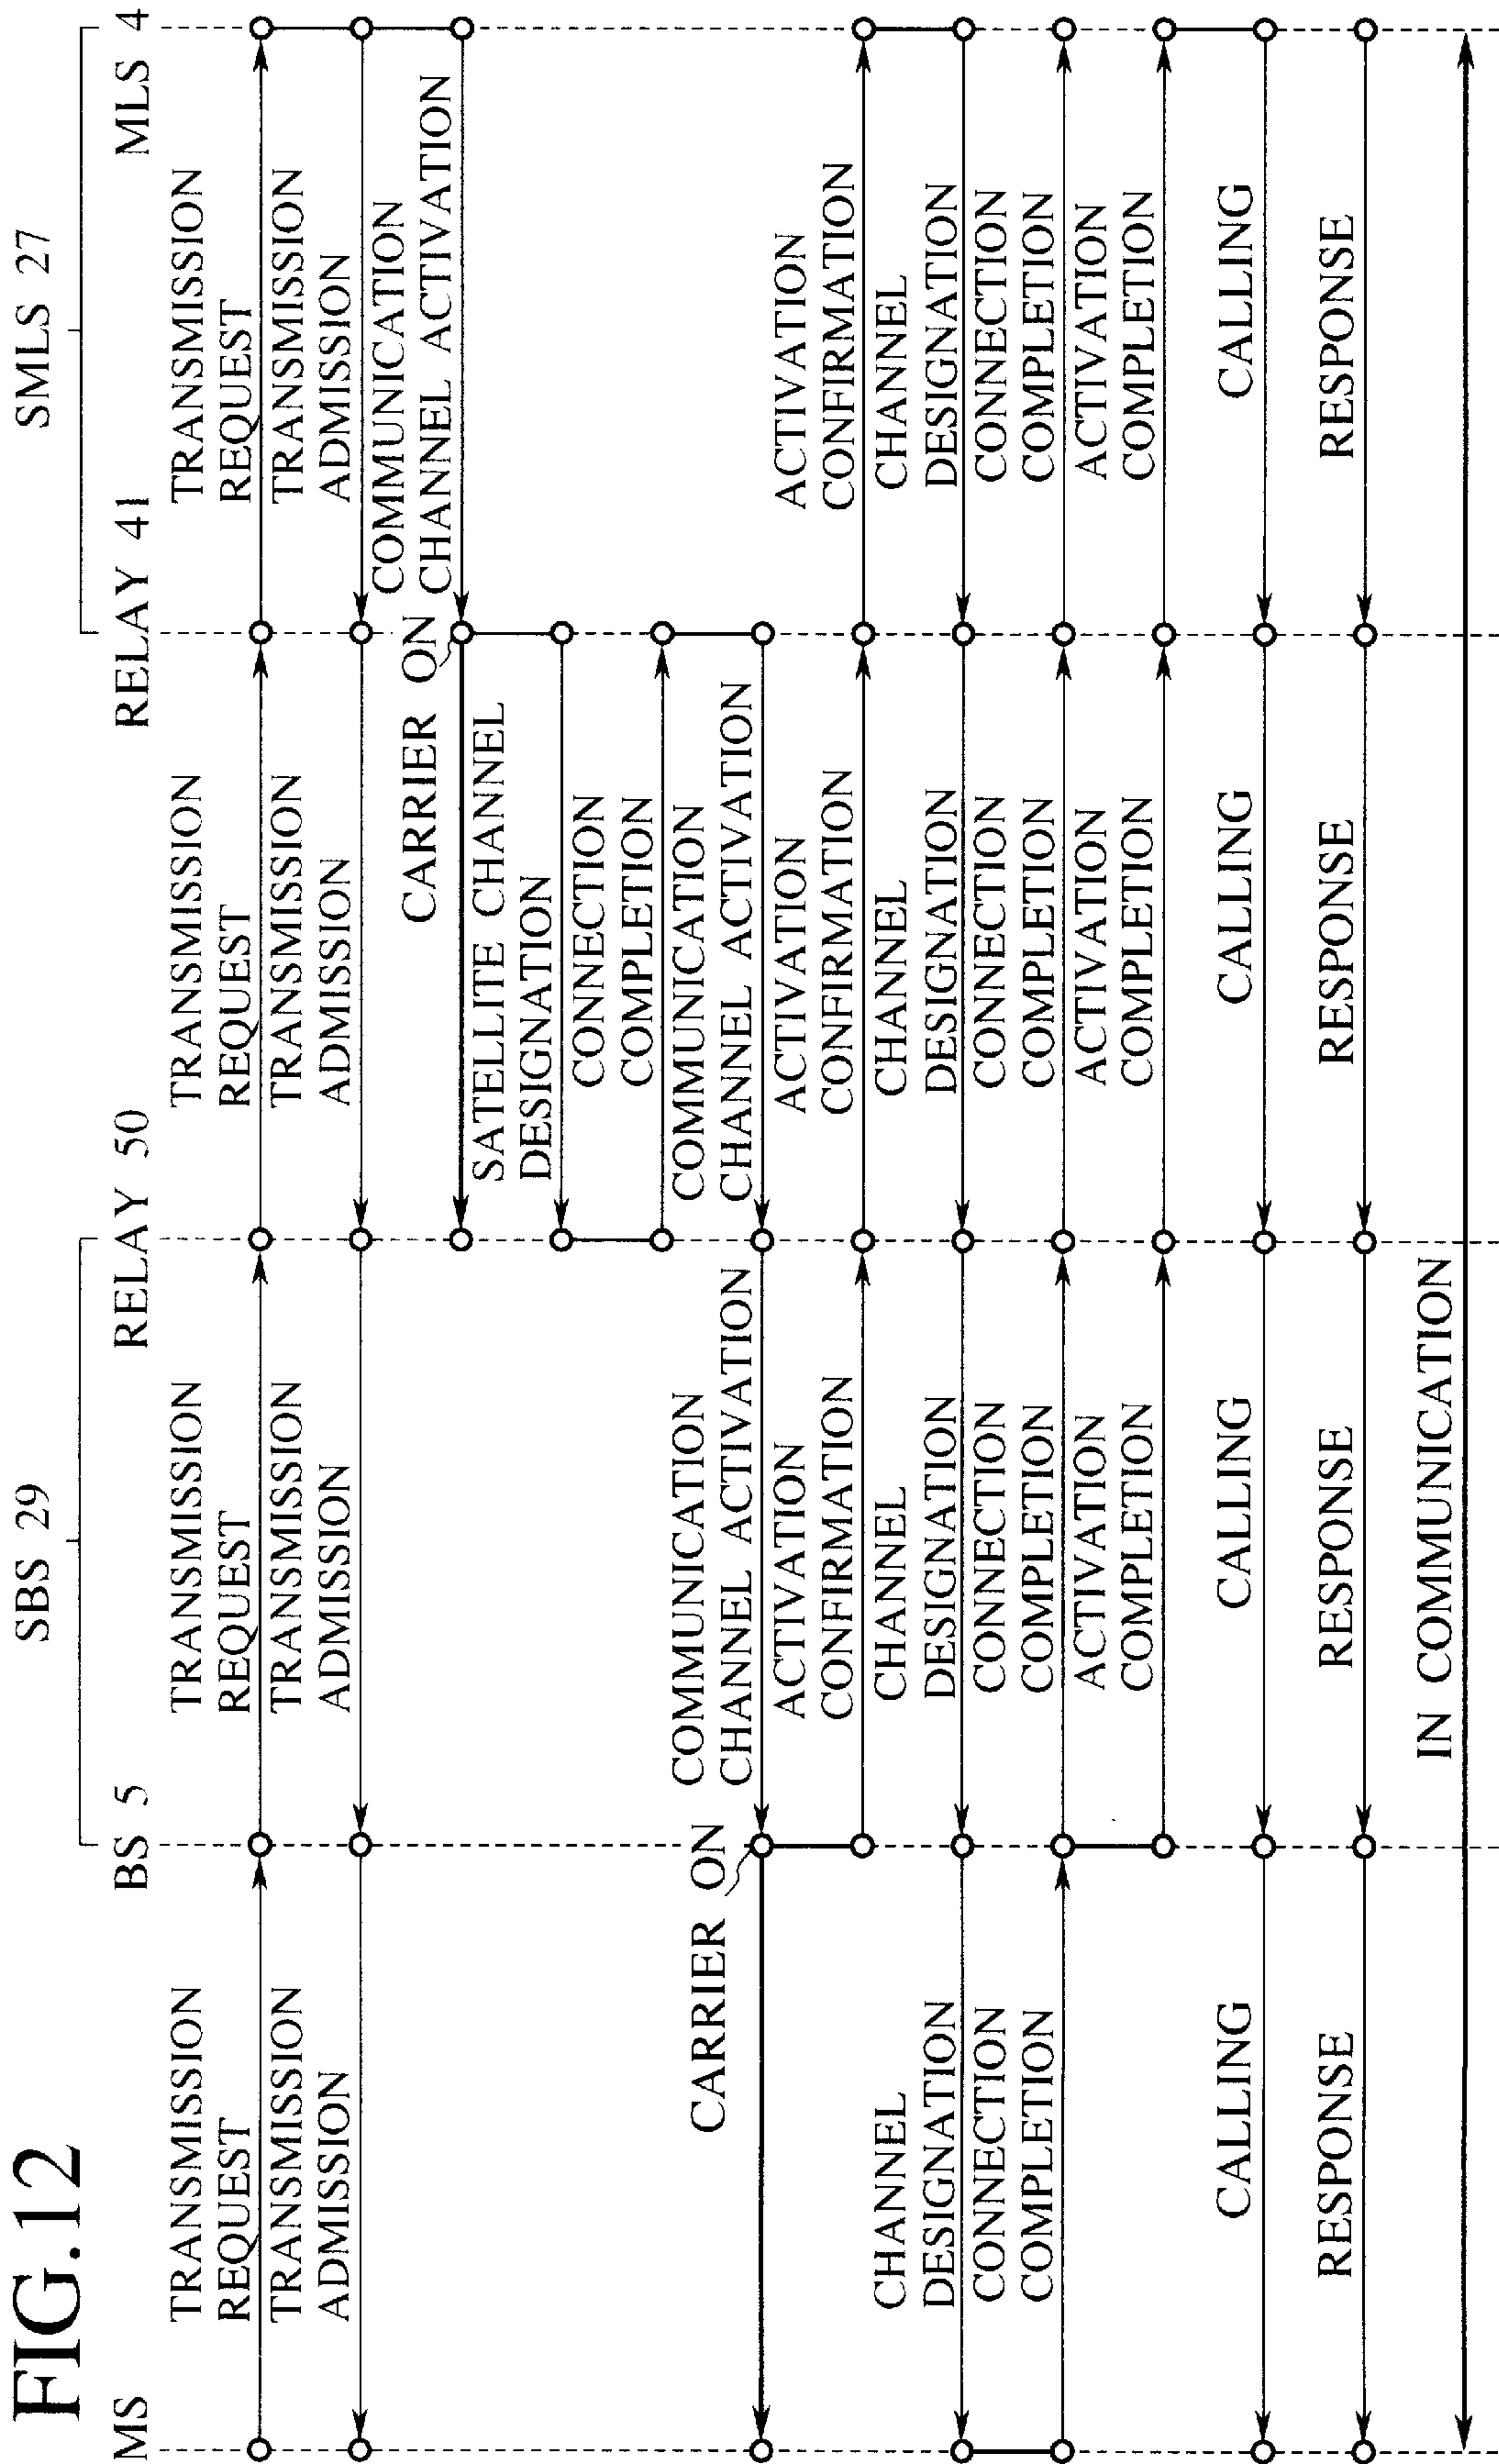 FIG.12
SBS 29
SMLS 27
MS
BS 5
RELAY 50
RELAY 41
MLS 4
TRANSMISSION
REQUEST
TRANSMISSION
REQUEST
TRANSMISSION
REQUEST
TRANSMISSION
REQUEST
TRANSMISSION
ADMISSION
TRANSMISSION
ADMISSION
TRANSMISSION
ADMISSION
TRANSMISSION
ADMISSION
COMMUNICATION
CHANNEL ACTIVATION
CARRIER ON
SATELLITE CHANNEL
DESIGNATION
CONNECTION
COMPLETION
COMMUNICATION
CHANNEL ACTIVATION
COMMUNICATION
CHANNEL ACTIVATION
CARRIER ON
ACTIVATION
CONFIRMATION
ACTIVATION
CONFIRMATION
ACTIVATION
CONFIRMATION
CHANNEL
DESIGNATION
CHANNEL
DESIGNATION
CHANNEL
DESIGNATION
CHANNEL
DESIGNATION
CONNECTION
COMPLETION
CONNECTION
COMPLETION
CONNECTION
COMPLETION
CONNECTION
COMPLETION
ACTIVATION
COMPLETION
ACTIVATION
COMPLETION
ACTIVATION
COMPLETION
CALLING
CALLING
CALLING
CALLING
RESPONSE
RESPONSE
RESPONSE
RESPONSE
IN COMMUNICATION